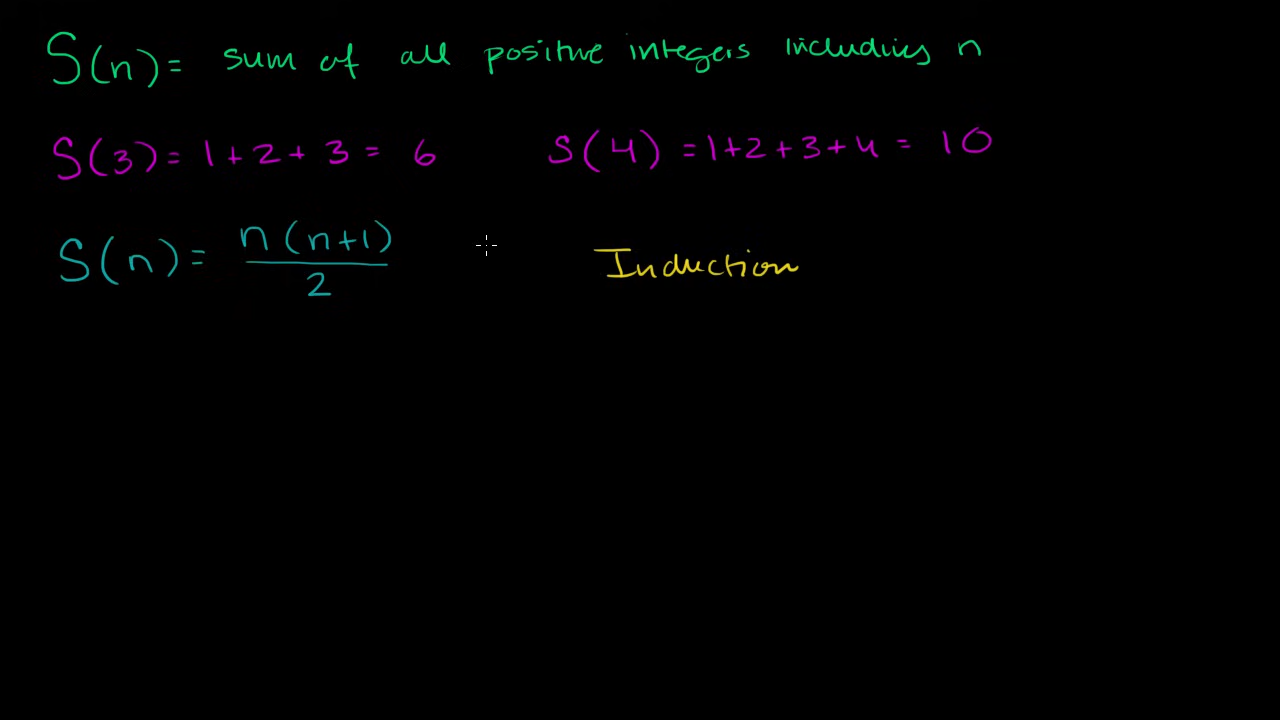 S(n) = sum of all positive integers including n
S(3) = 1 + 2 + 3 = 6 S(4) = 1 + 2 + 3 + 4 = 10
S(n) = n(n+1)/2 Induction